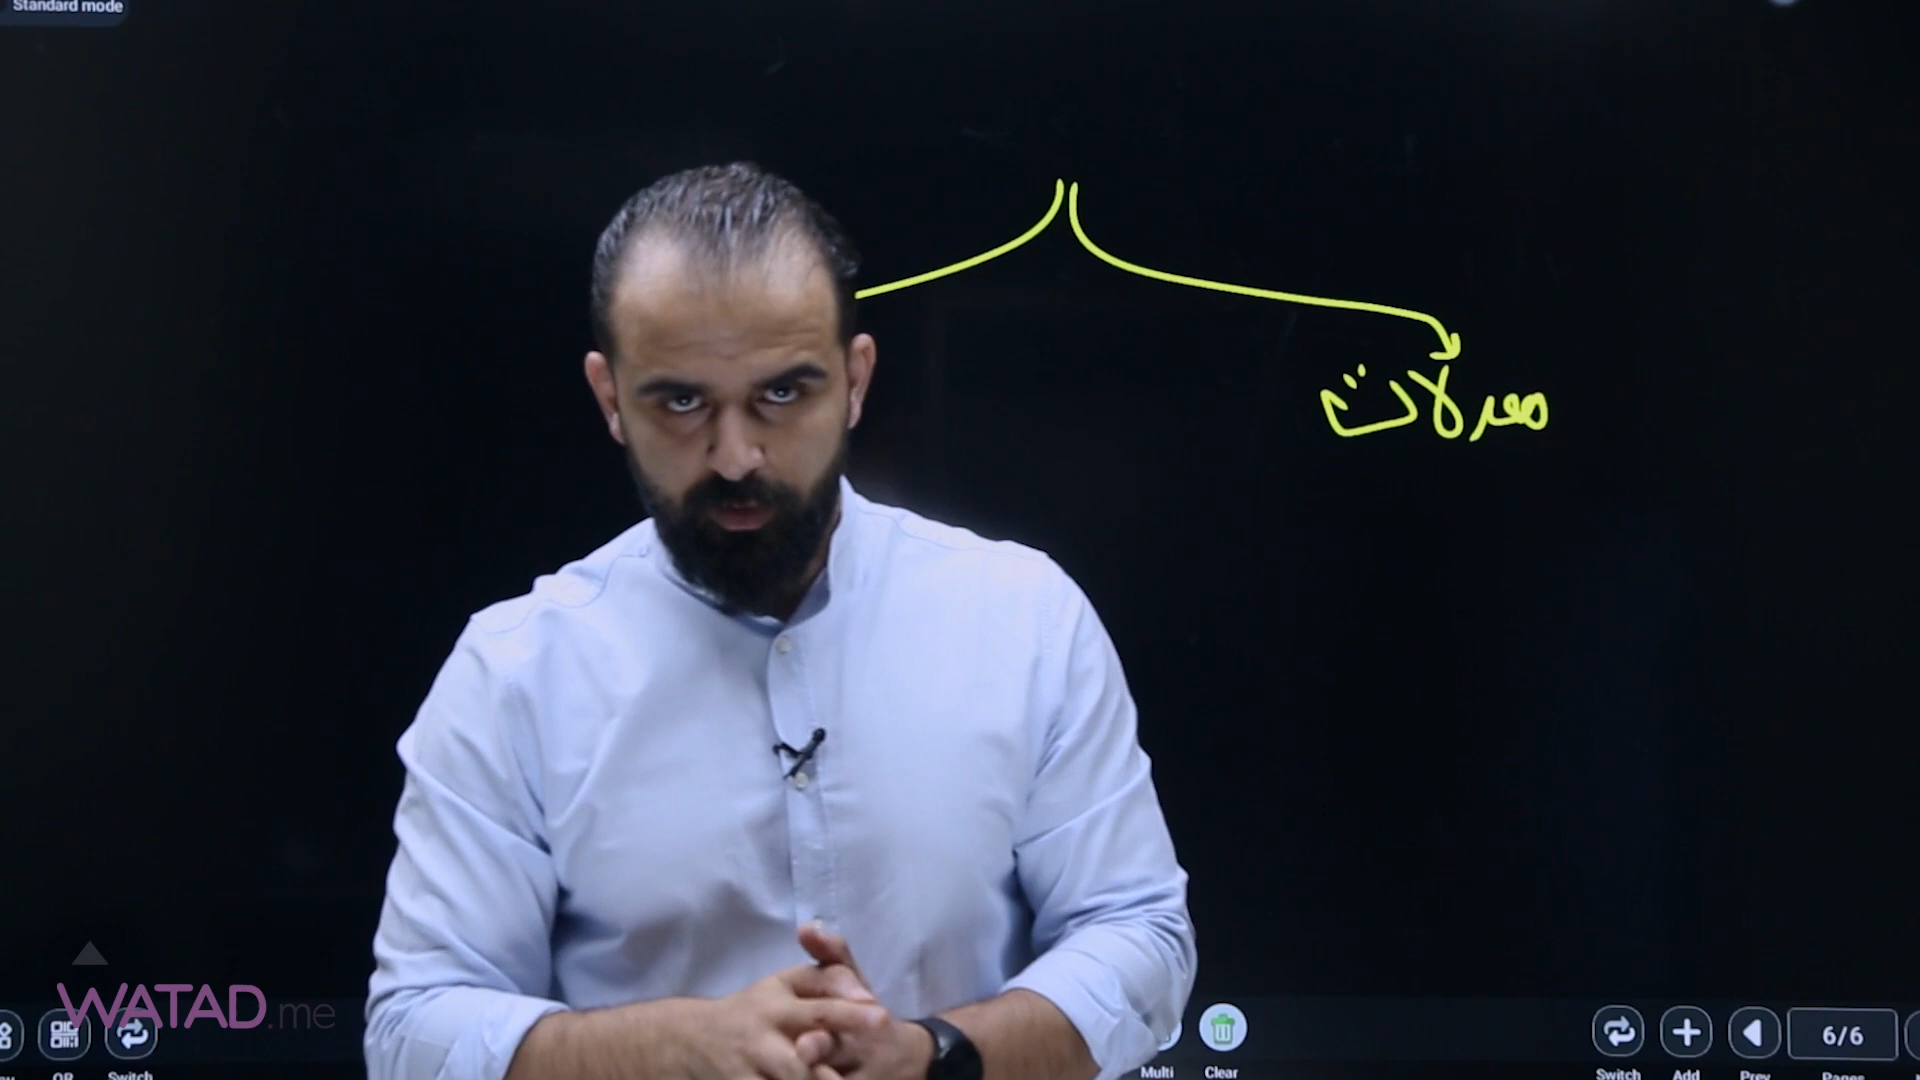 Standard mode
معدلات
WATAD.me
6/6
QR
Switch
Multi
Clear
Switch
Add
Prev
Pages